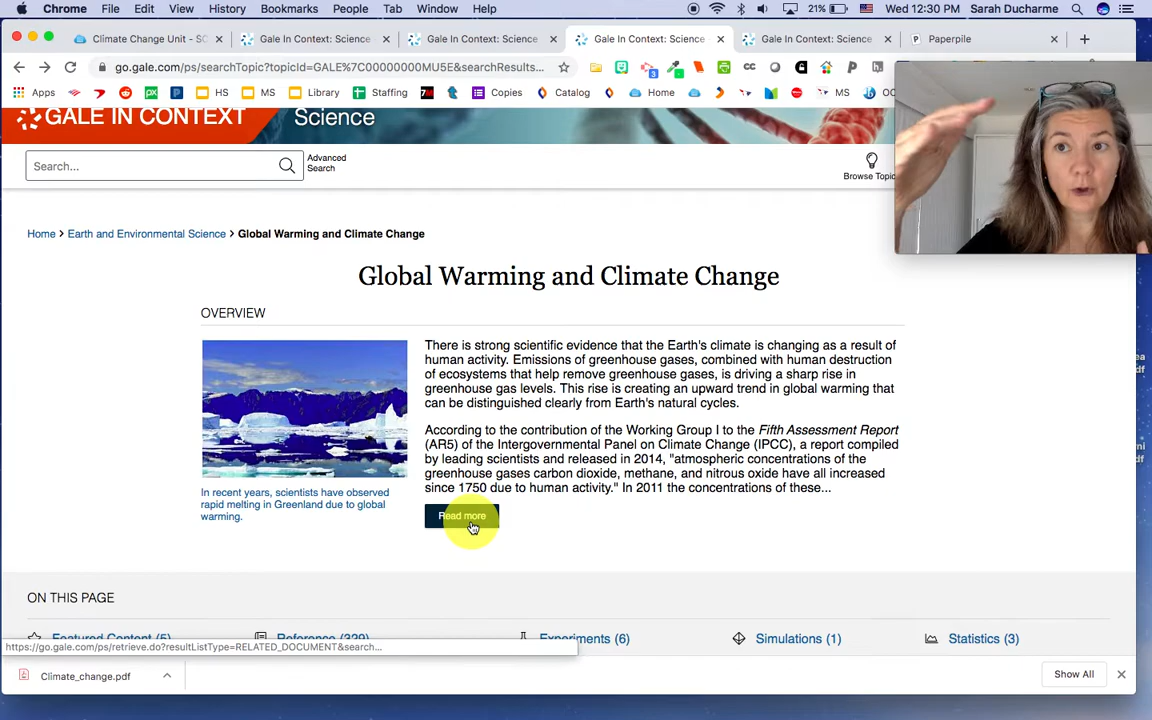 Chrome File Edit View History Bookmarks People Tab Window Help 21% Wed 12:30 PM Sarah Ducharme
Climate Change Unit - SC Gale In Context: Science Gale In Context: Science Gale In Context: Science Gale In Context: Science Paperpile
go.gale.com/ps/searchTopic?topicId=GALE%7C00000000MU5E&searchResults...
Apps HS MS Library Staffing Copies Catalog Home MS
GALE IN CONTEXT Science
Search...
Advanced
Search
Browse Topi
Home > Earth and Environmental Science > Global Warming and Climate Change
Global Warming and Climate Change
OVERVIEW
There is strong scientific evidence that the Earth's climate is changing as a result of
human activity. Emissions of greenhouse gases, combined with human destruction
of ecosystems that help remove greenhouse gases, is driving a sharp rise in
greenhouse gas levels. This rise is creating an upward trend in global warming that
can be distinguished clearly from Earth's natural cycles.
According to the contribution of the Working Group I to the Fifth Assessment Report
(AR5) of the Intergovernmental Panel on Climate Change (IPCC), a report compiled
by leading scientists and released in 2014, "atmospheric concentrations of the
greenhouse gases carbon dioxide, methane, and nitrous oxide have all increased
since 1750 due to human activity." In 2011 the concentrations of these...
In recent years, scientists have observed
rapid melting in Greenland due to global
warming.
Read more
ON THIS PAGE
Featured Content (5) Reference (329) Experiments (6) Simulations (1) Statistics (3)
https://go.gale.com/ps/retrieve.do?resultListType=RELATED_DOCUMENT&search...
Climate_change.pdf
Show All